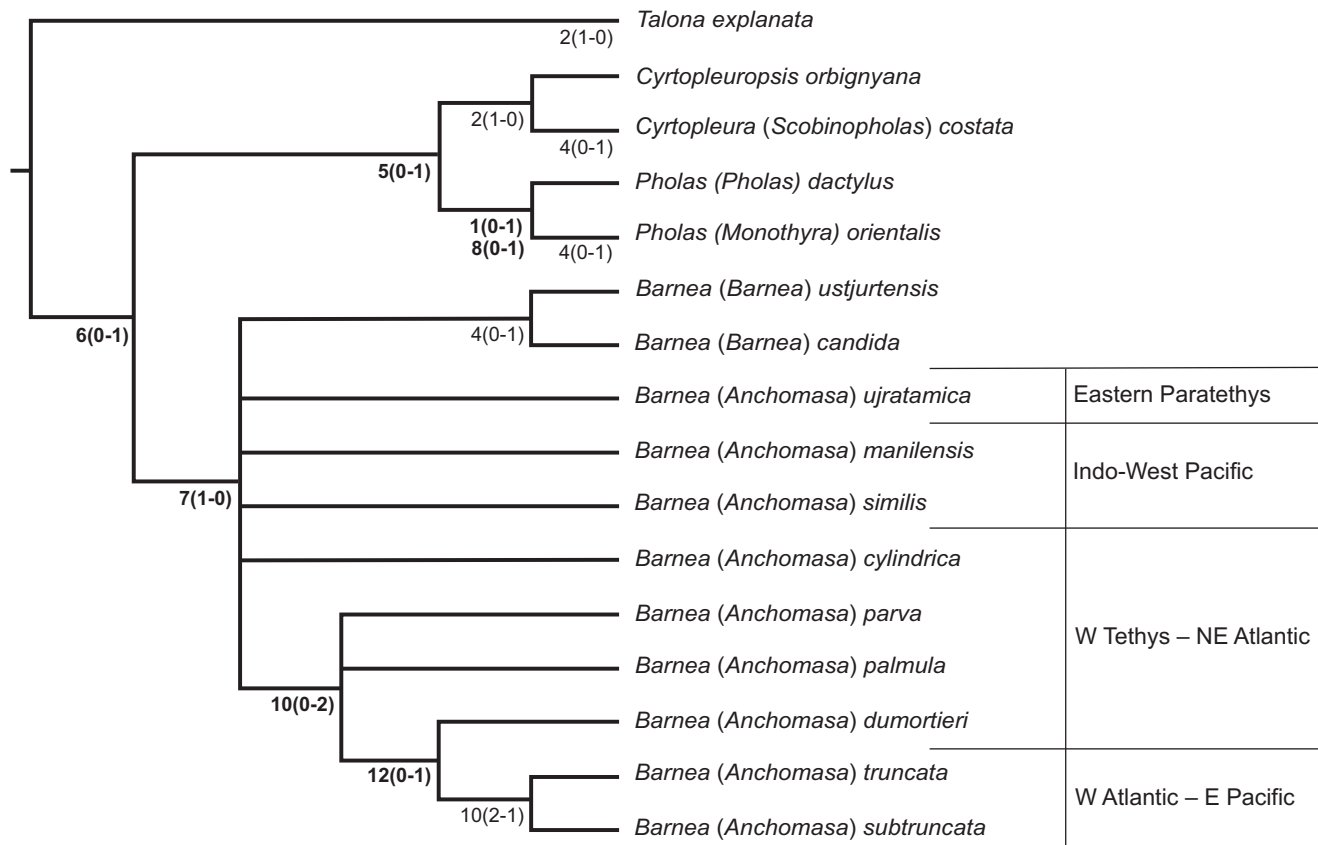 Talona explanata
2(1-0)
Cyrtopleuropsis orbignyana
2(1-0)
Cyrtopleura (Scobinopholas) costata
4(0-1)
5(0-1)
Pholas (Pholas) dactylus
1(0-1)
8(0-1)
Pholas (Monothyra) orientalis
4(0-1)
Barnea (Barnea) ustjurtensis
6(0-1)
4(0-1)
Barnea (Barnea) candida
Barnea (Anchomasa) ujratamica
Eastern Paratethys
Barnea (Anchomasa) manilensis
Indo-West Pacific
7(1-0)
Barnea (Anchomasa) similis
Barnea (Anchomasa) cylindrica
Barnea (Anchomasa) parva
W Tethys – NE Atlantic
Barnea (Anchomasa) palmula
10(0-2)
Barnea (Anchomasa) dumortieri
12(0-1)
Barnea (Anchomasa) truncata
W Atlantic – E Pacific
10(2-1)
Barnea (Anchomasa) subtruncata